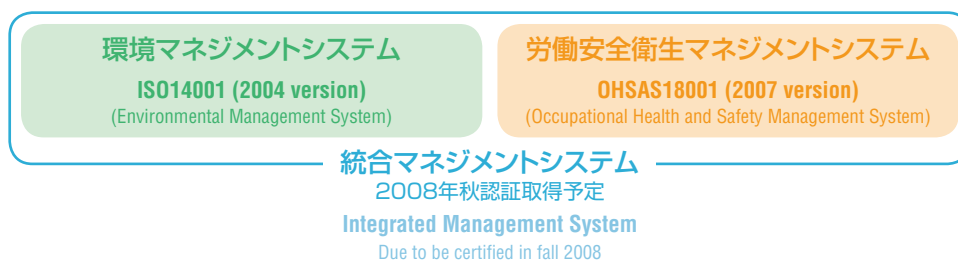 環境マネジメントシステム
ISO14001 (2004 version)
(Environmental Management System)
労働安全衛生マネジメントシステム
OHSAS18001 (2007 version)
(Occupational Health and Safety Management System)
統合マネジメントシステム
2008年秋認証取得予定
Integrated Management System
Due to be certified in fall 2008